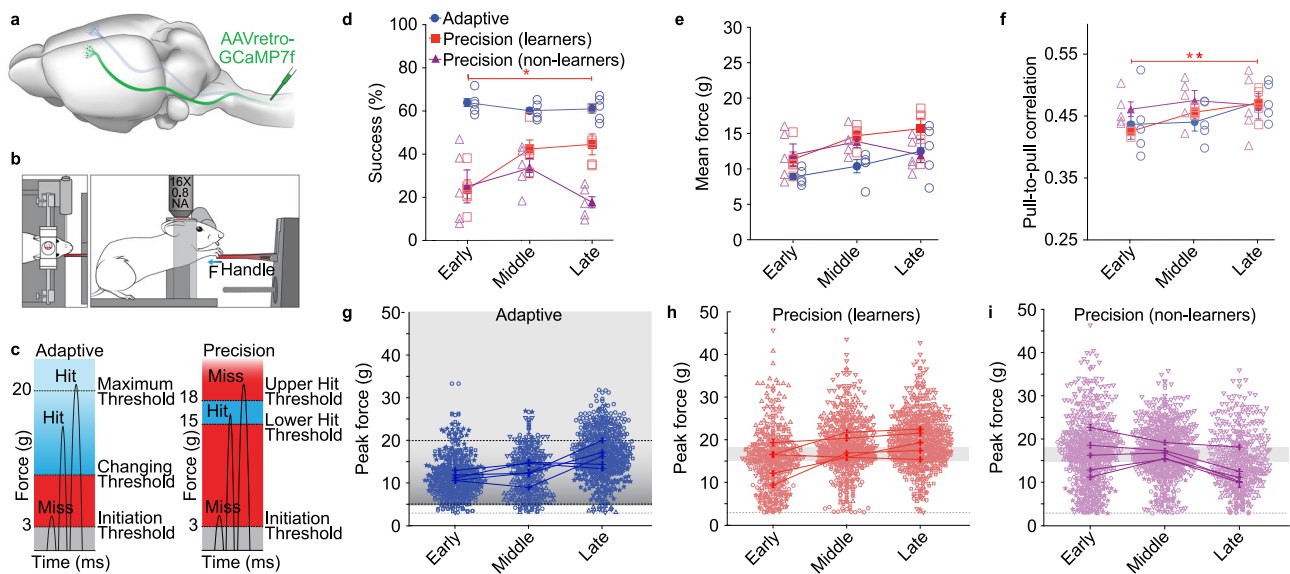 a
AAVretro-
GCaMP7f
b
16X
0.8
NA
F Handle
c
Adaptive
Precision
Force (g)
20
3
Hit
Hit
Miss
Maximum
Threshold
Changing
Threshold
Initiation
Threshold
Time (ms)
Force (g)
18
15
3
Miss
Hit
Miss
Upper Hit
Threshold
Lower Hit
Threshold
Initiation
Threshold
Time (ms)
d
Adaptive
Precision (learners)
Precision (non-learners)
*
Success (%)
100
80
60
40
20
0
Early
Middle
Late
e
Mean force (g)
30
25
20
15
10
5
0
Early
Middle
Late
f
**
Pull-to-pull correlation
0.55
0.45
0.35
0.25
Early
Middle
Late
g
Adaptive
Peak force (g)
50
40
30
20
10
0
Early
Middle
Late
h
Precision (learners)
Peak force (g)
50
40
30
20
10
0
Early
Middle
Late
i
Precision (non-learners)
Peak force (g)
50
40
30
20
10
0
Early
Middle
Late